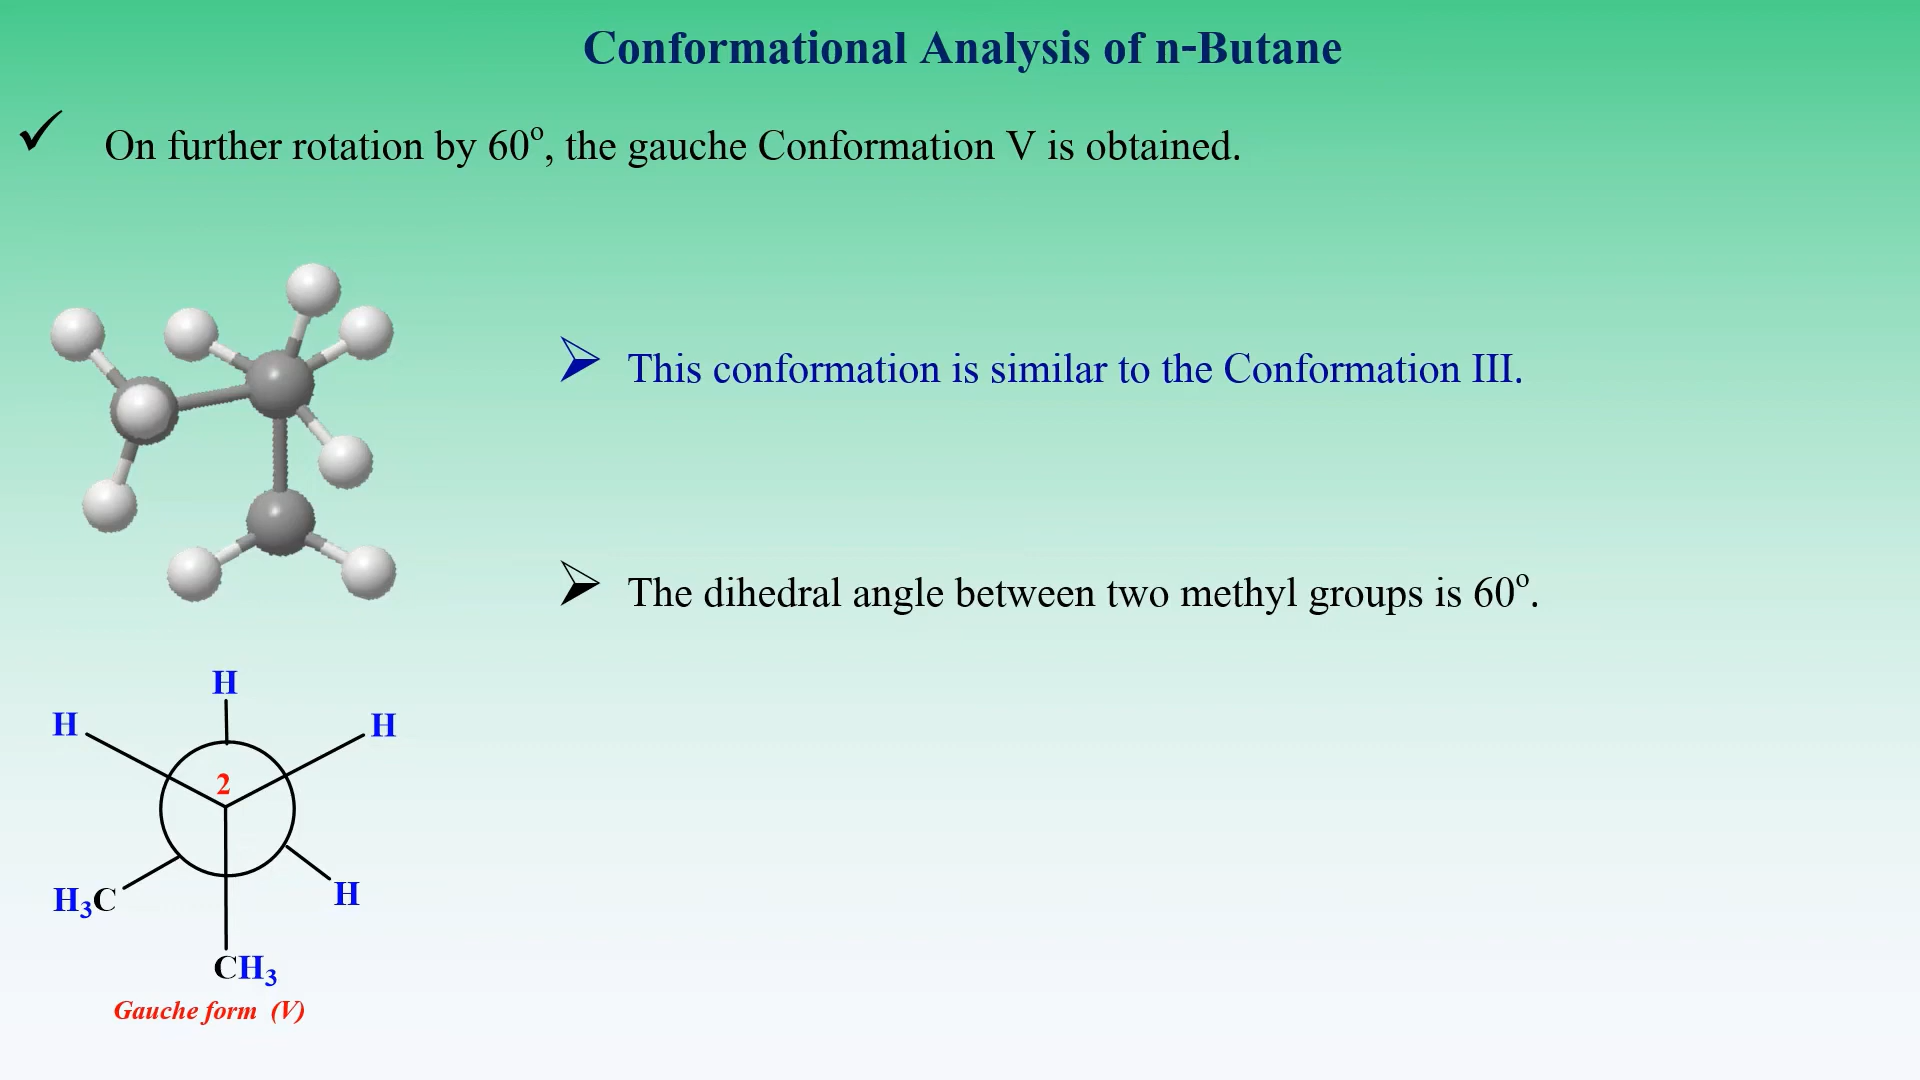 Conformational Analysis of n-Butane
✓ On further rotation by 60º, the gauche Conformation V is obtained.
➢ This conformation is similar to the Conformation III.
➢ The dihedral angle between two methyl groups is 60º.
H
H H
2
H₃C H
CH₃
Gauche form (V)